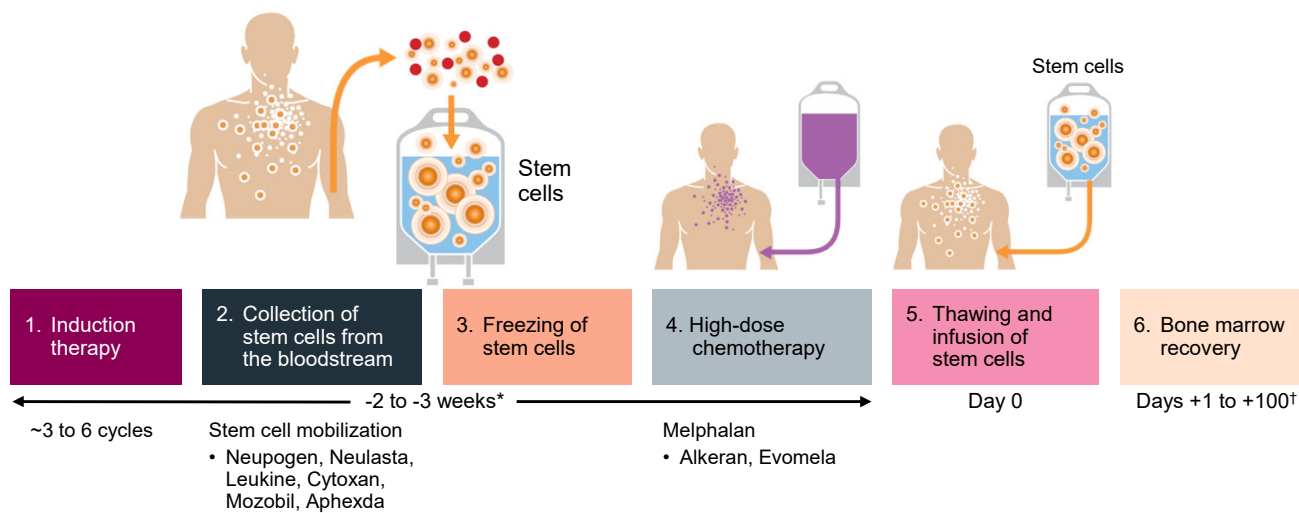 Stem
cells
Stem cells
1. Induction
therapy
2. Collection of
stem cells from
the bloodstream
3. Freezing of
stem cells
4. High-dose
chemotherapy
5. Thawing and
infusion of
stem cells
6. Bone marrow
recovery
-2 to -3 weeks*
Day 0
Days +1 to +100†
~3 to 6 cycles
Stem cell mobilization
• Neupogen, Neulasta,
Leukine, Cytoxan,
Mozobil, Aphexda
Melphalan
• Alkeran, Evomela